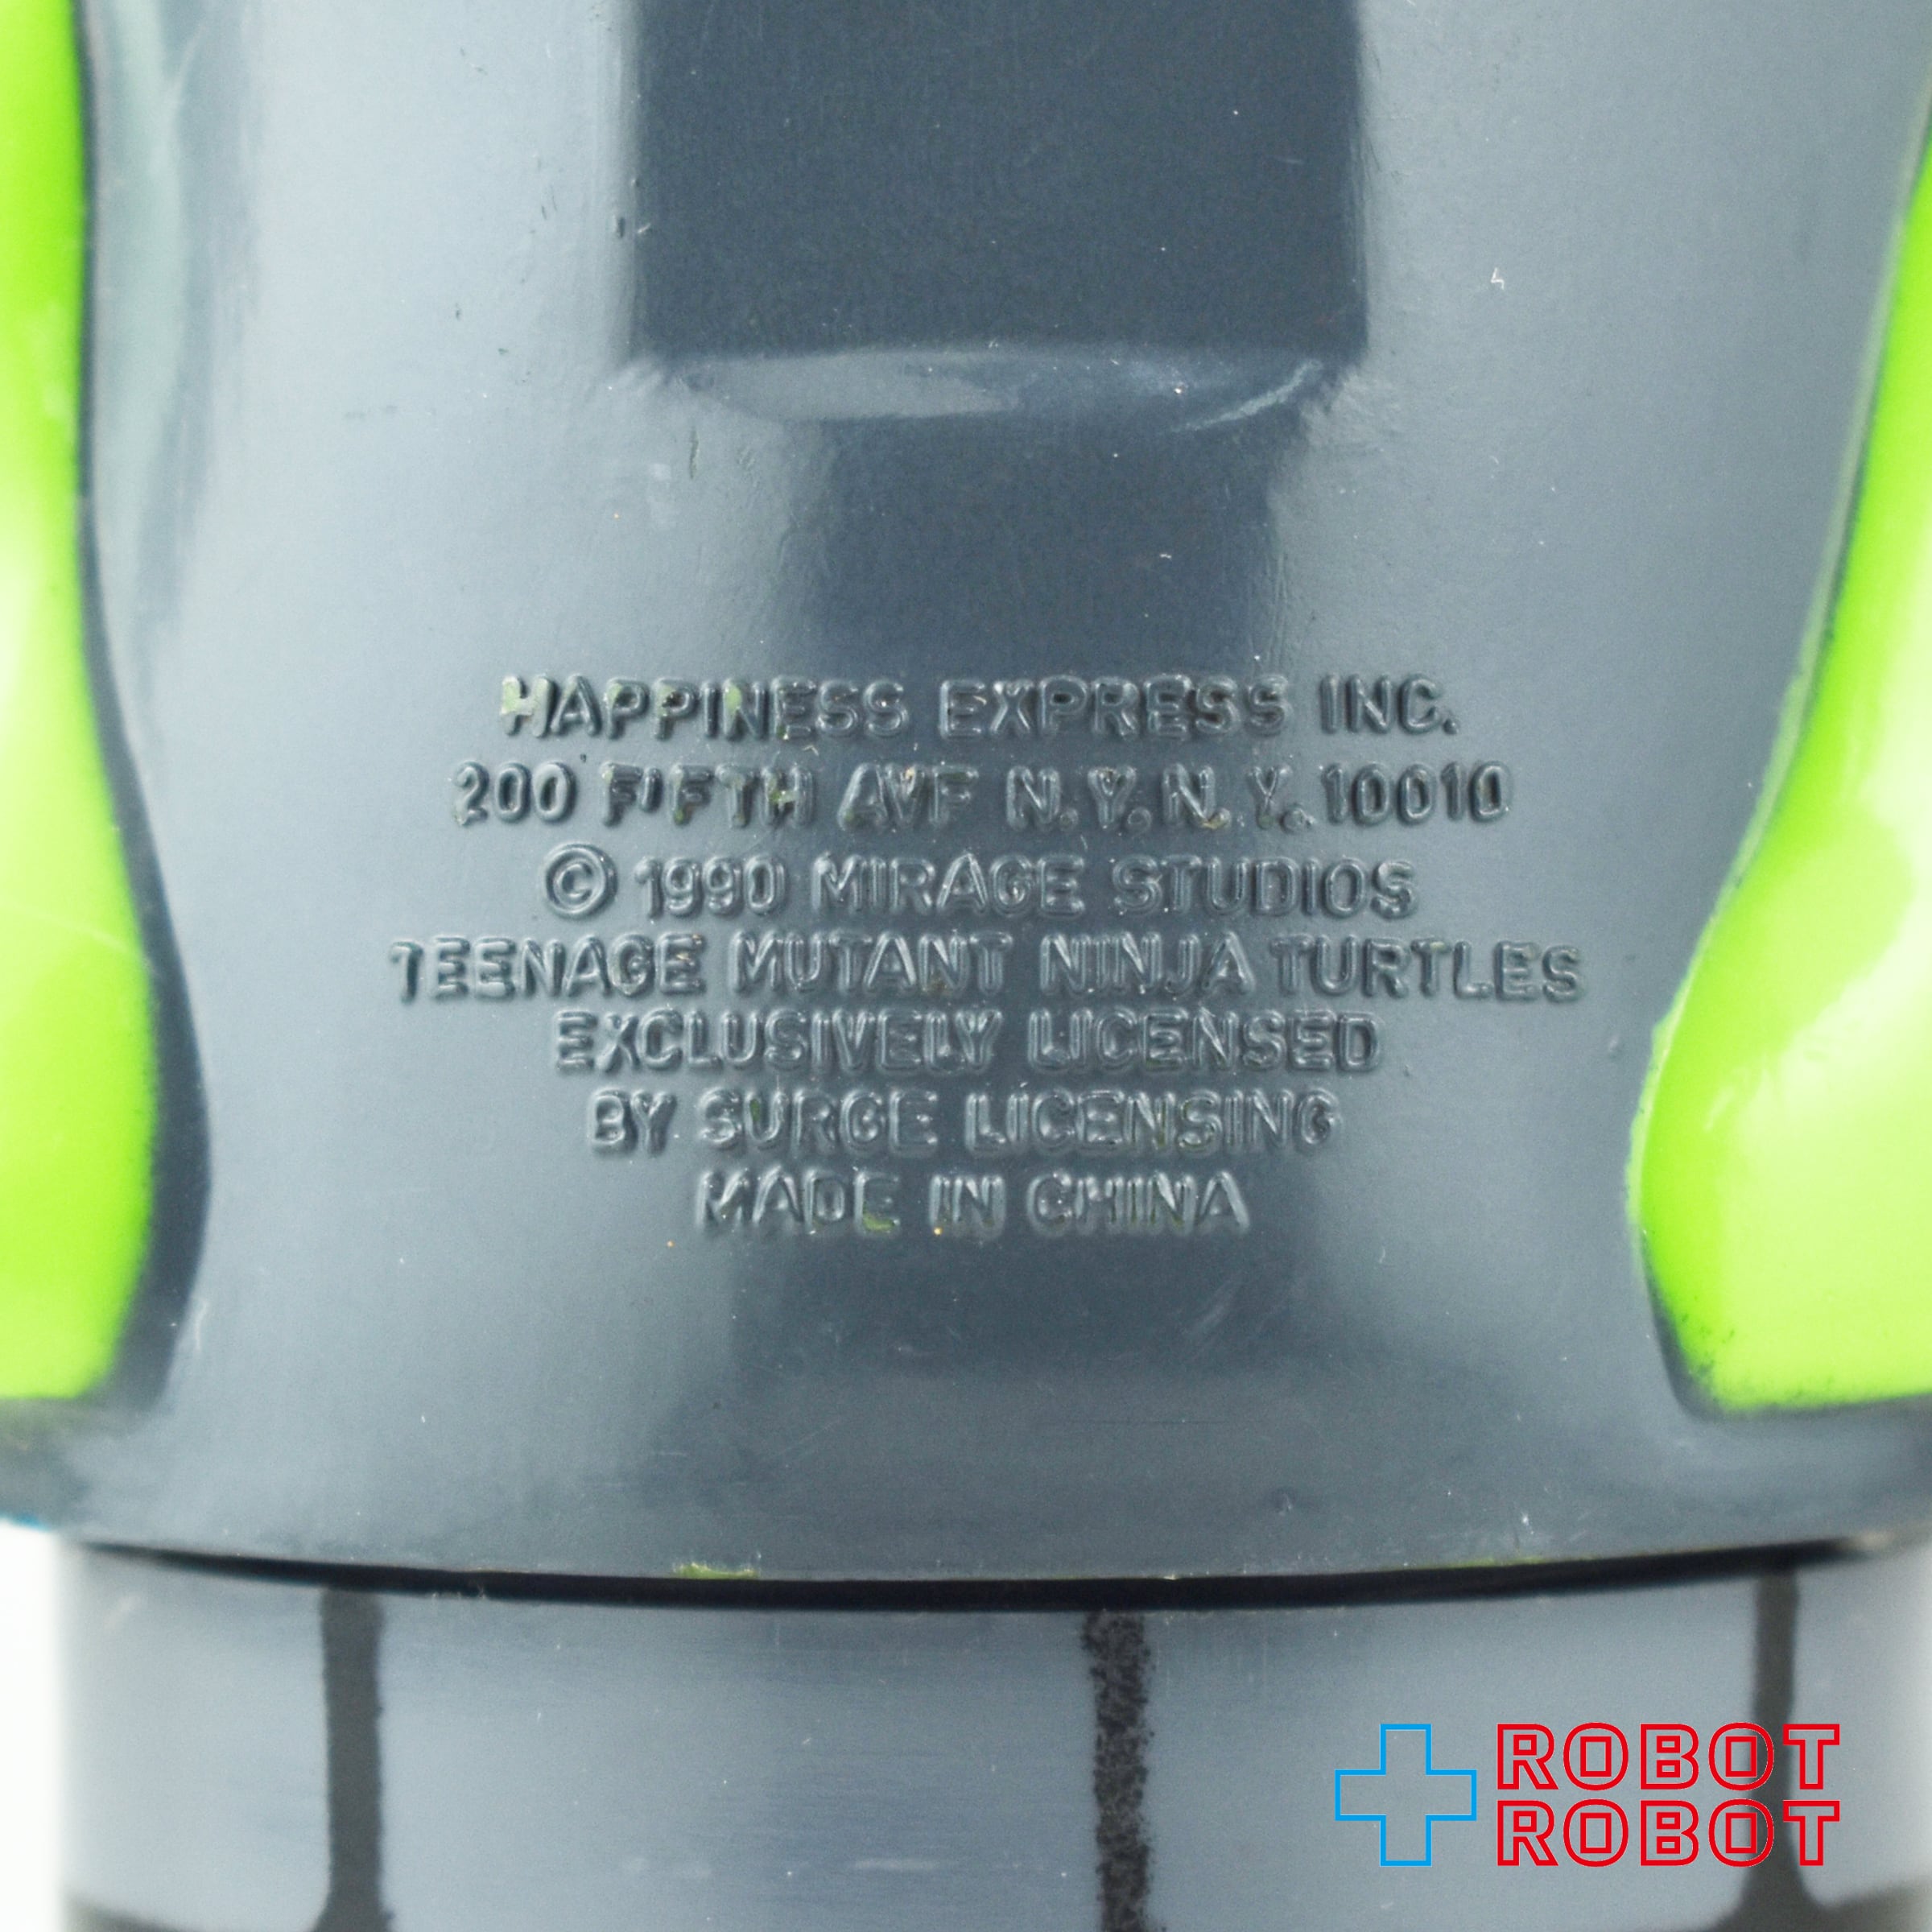 HAPPINESS EXPRESS INC.
200 FIFTH AVE N.Y.N.Y. 10010
© 1990 MIRAGE STUDIOS
TEENAGE MUTANT NINJA TURTLES
EXCLUSIVELY LICENSED
BY SURGE LICENSING
MADE IN CHINA
ROBOT
ROBOT